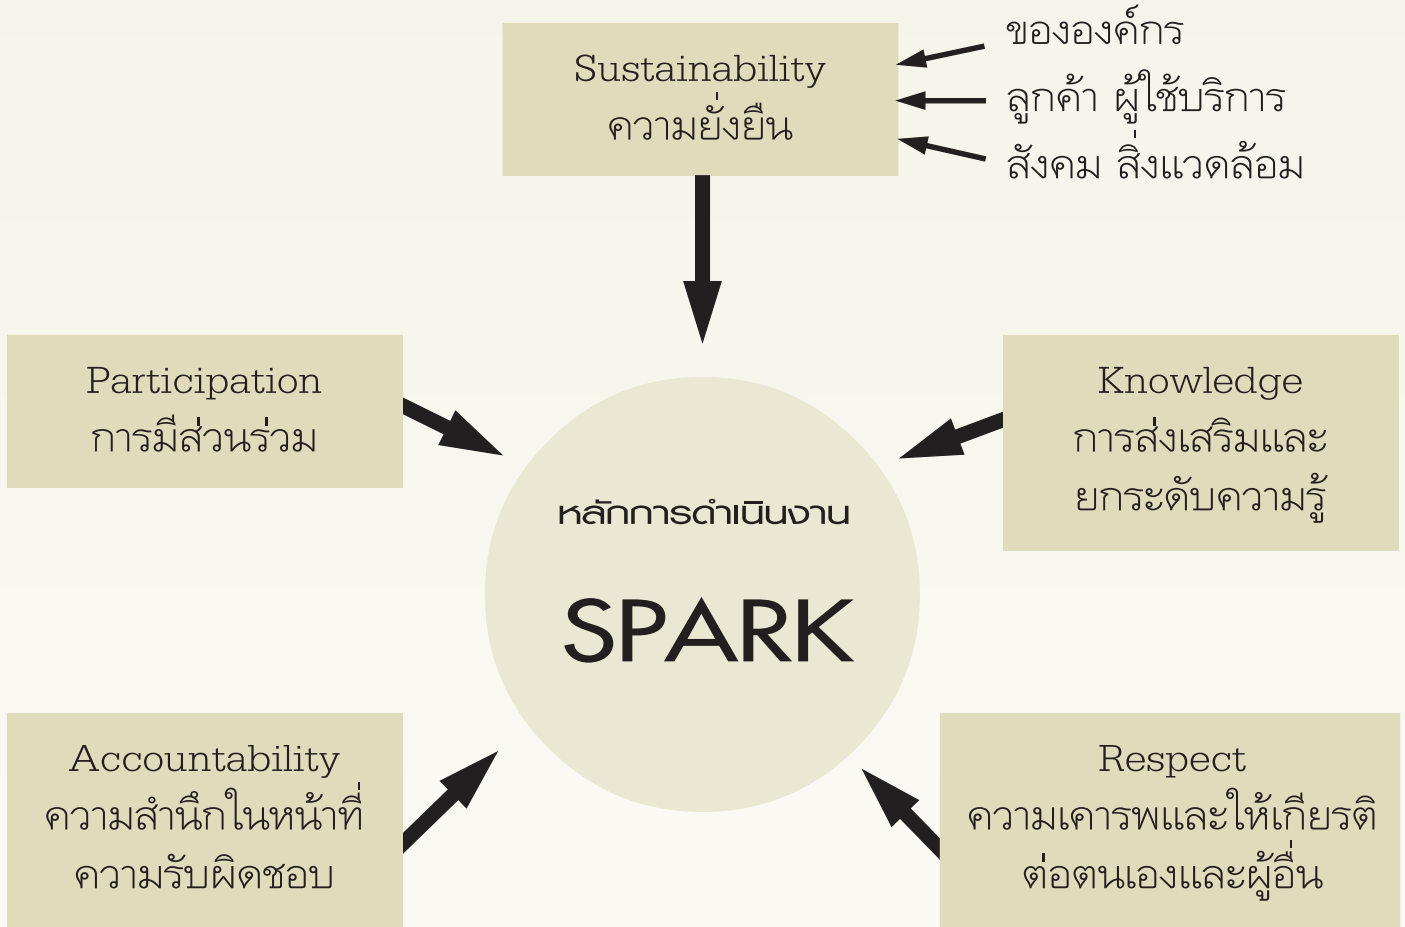 Sustainability
ความยั่งยืน
ขององค์กร
ลูกค้า ผู้ใช้บริการ
สังคม สิ่งแวดล้อม
Participation
การมีส่วนร่วม
Knowledge
การส่งเสริมและ
ยกระดับความรู้
หลักการดำเนินงาน
SPARK
Accountability
ความสำนึกในหน้าที่
ความรับผิดชอบ
Respect
ความเคารพและให้เกียรติ
ต่อตนเองและผู้อื่น